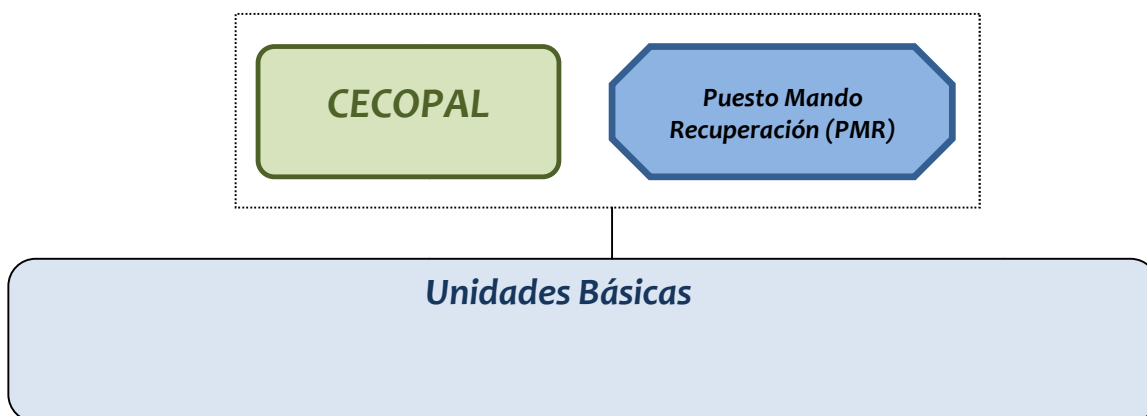 CECOPAL
Puesto Mando
Recuperación (PMR)
Unidades Básicas